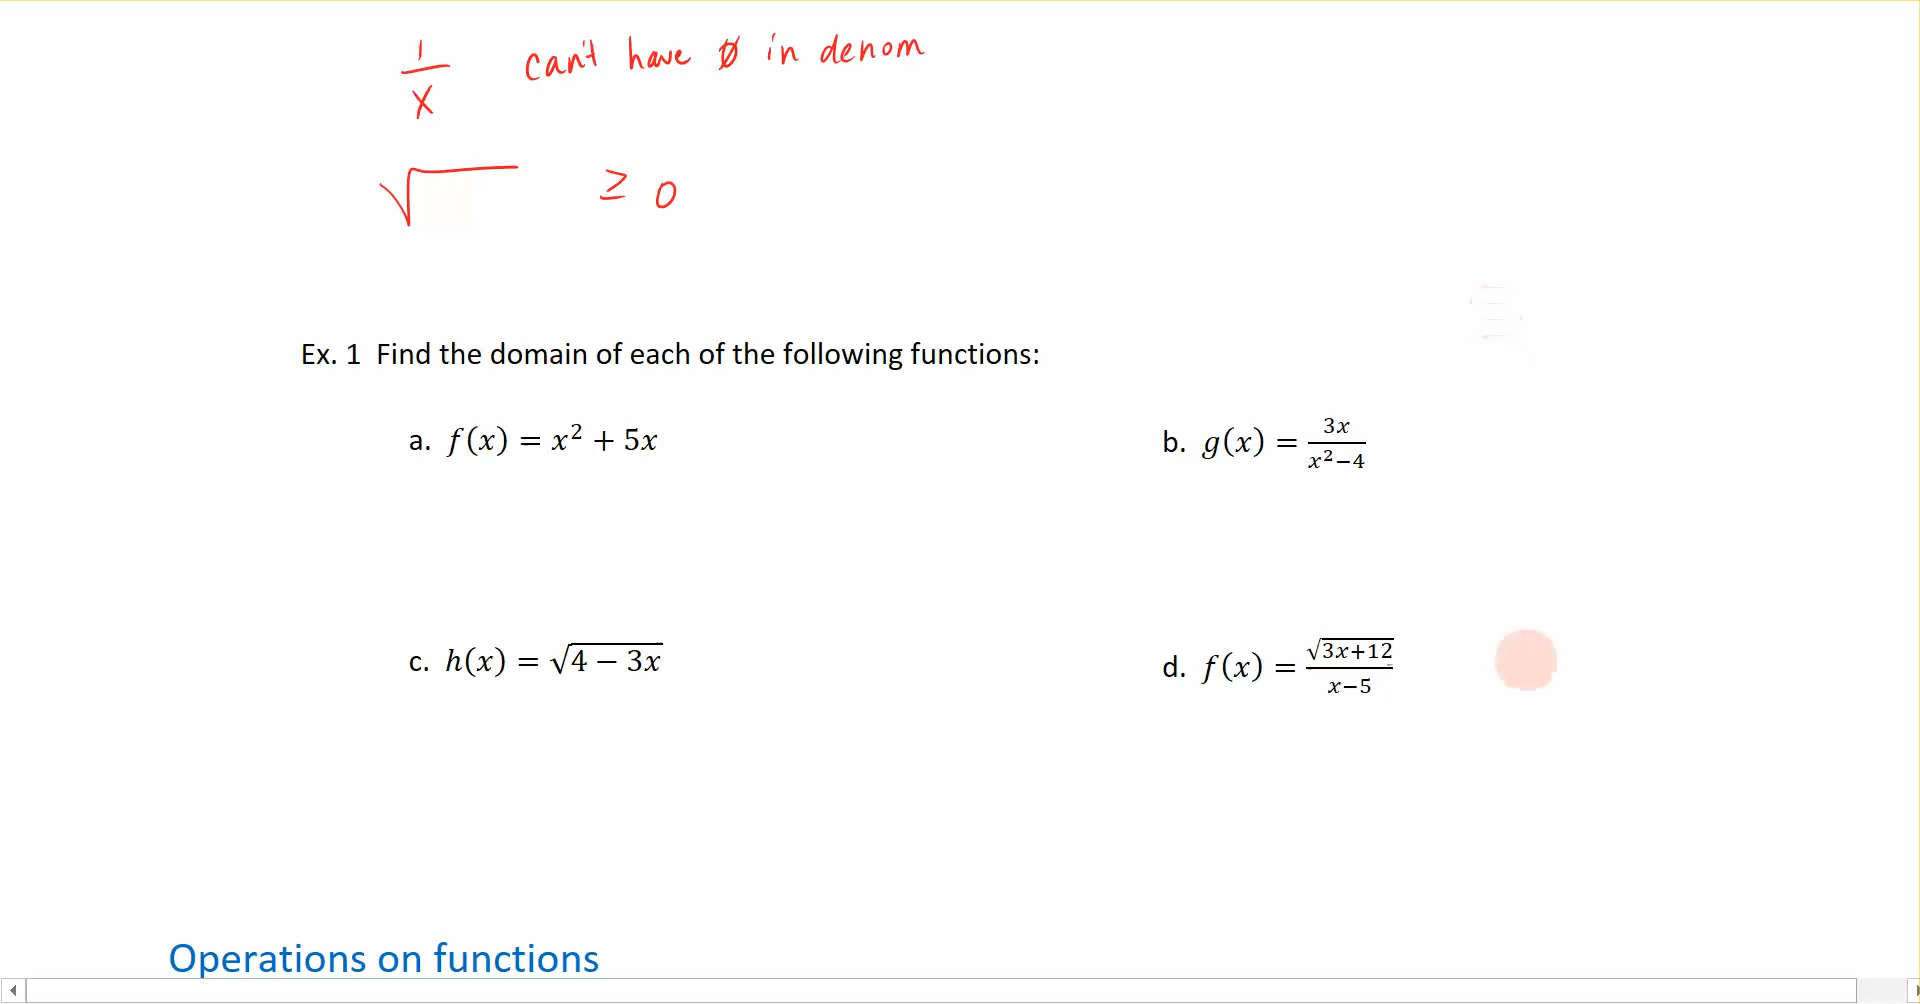 1/x can't have 0 in denom
√ ≥ 0
Ex. 1 Find the domain of each of the following functions:
a. f(x) = x² + 5x
b. g(x) = 3x/(x²−4)
c. h(x) = √(4 − 3x)
d. f(x) = √(3x+12)/(x−5)
Operations on functions